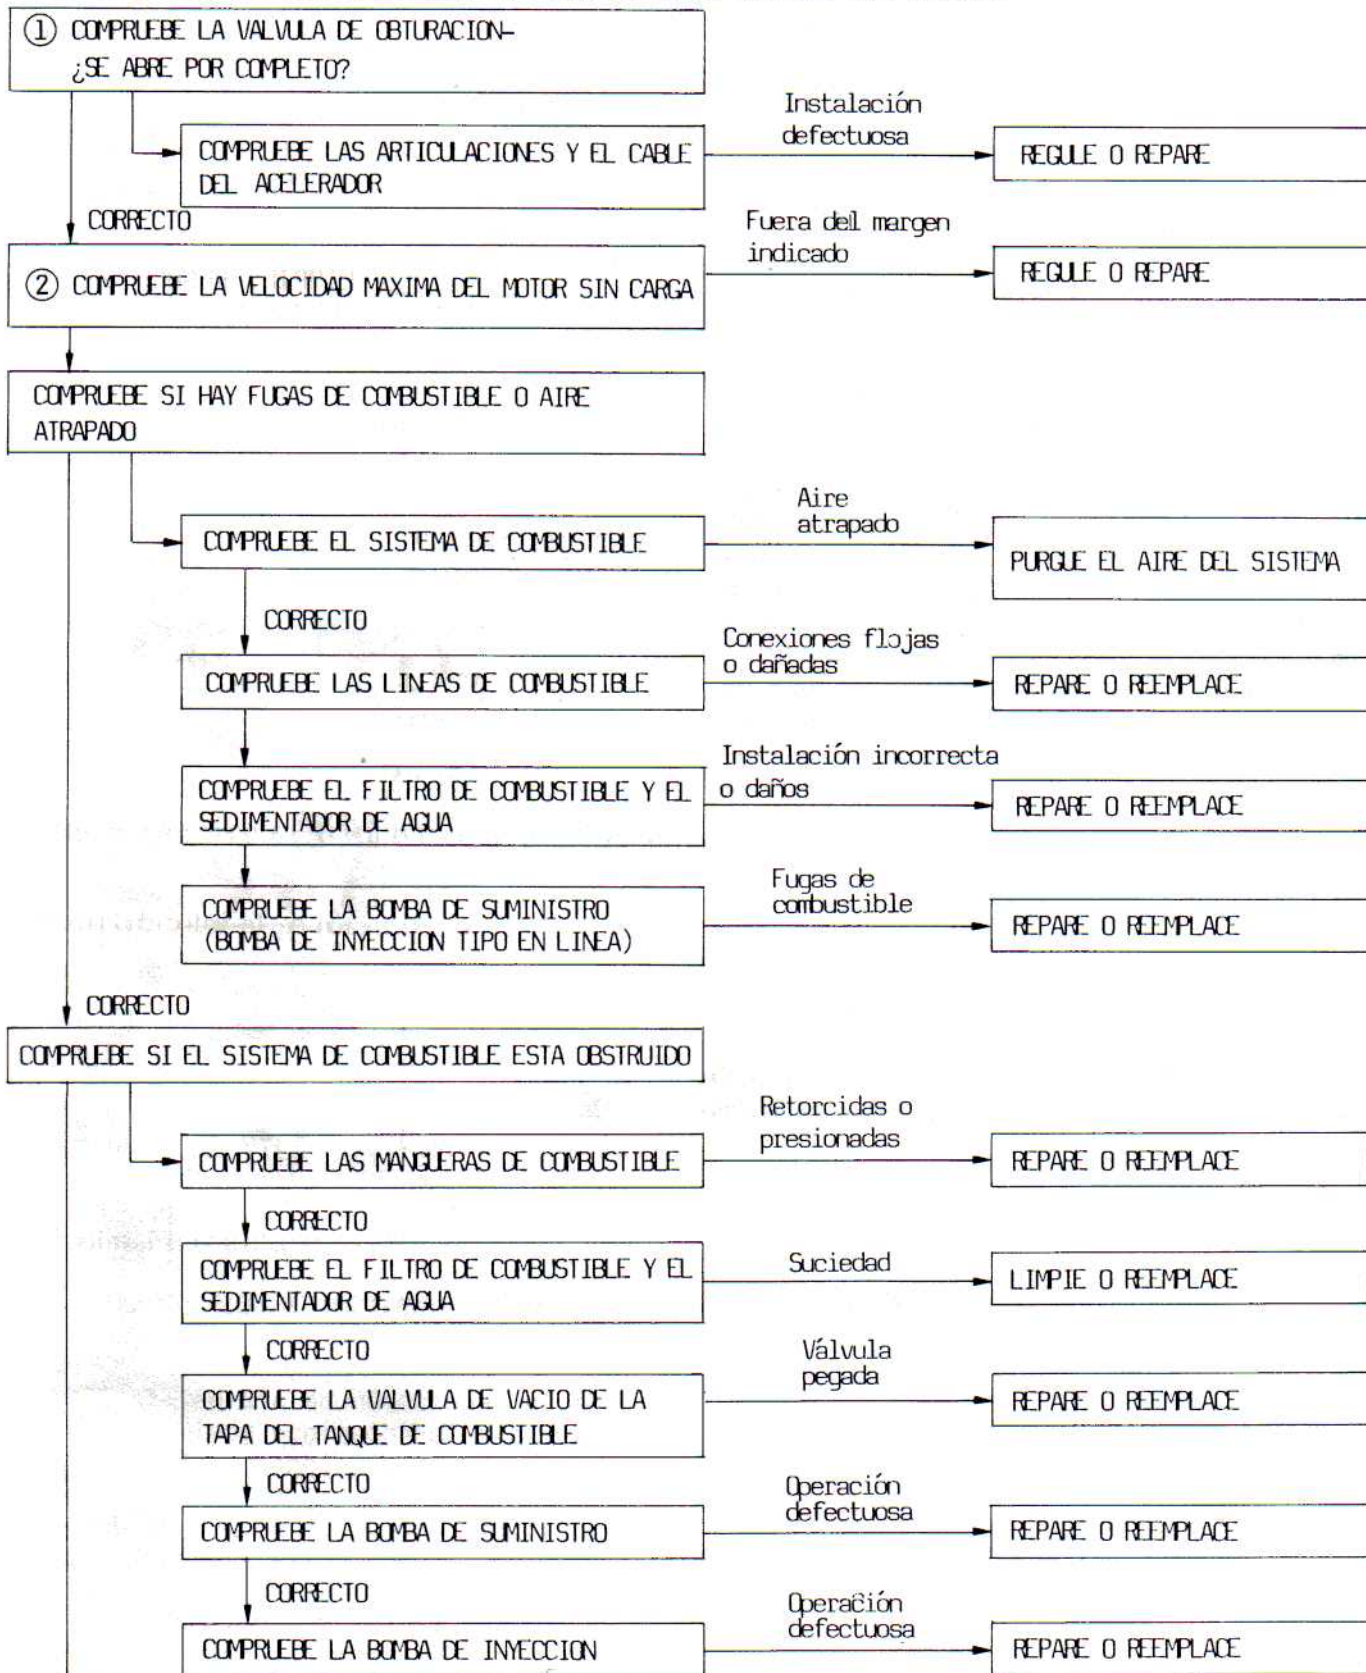 ① COMPRUEBE LA VALVULA DE OBTURACION–
¿SE ABRE POR COMPLETO?
COMPRUEBE LAS ARTICULACIONES Y EL CABLE
DEL ACELERADOR
Instalación
defectuosa
REGULE O REPARE
CORRECTO
② COMPRUEBE LA VELOCIDAD MAXIMA DEL MOTOR SIN CARGA
Fuera del margen
indicado
REGULE O REPARE
COMPRUEBE SI HAY FUGAS DE COMBUSTIBLE O AIRE
ATRAPADO
COMPRUEBE EL SISTEMA DE COMBUSTIBLE
Aire
atrapado
PURGUE EL AIRE DEL SISTEMA
CORRECTO
COMPRUEBE LAS LINEAS DE COMBUSTIBLE
Conexiones flojas
o dañadas
REPARE O REEMPLACE
COMPRUEBE EL FILTRO DE COMBUSTIBLE Y EL
SEDIMENTADOR DE AGUA
Instalación incorrecta
o daños
REPARE O REEMPLACE
COMPRUEBE LA BOMBA DE SUMINISTRO
(BOMBA DE INYECCION TIPO EN LINEA)
Fugas de
combustible
REPARE O REEMPLACE
CORRECTO
COMPRUEBE SI EL SISTEMA DE COMBUSTIBLE ESTA OBSTRUIDO
COMPRUEBE LAS MANGUERAS DE COMBUSTIBLE
Retorcidas o
presionadas
REPARE O REEMPLACE
CORRECTO
COMPRUEBE EL FILTRO DE COMBUSTIBLE Y EL
SEDIMENTADOR DE AGUA
Suciedad
LIMPIE O REEMPLACE
CORRECTO
COMPRUEBE LA VALVULA DE VACIO DE LA
TAPA DEL TANQUE DE COMBUSTIBLE
Válvula
pegada
REPARE O REEMPLACE
CORRECTO
COMPRUEBE LA BOMBA DE SUMINISTRO
Operación
defectuosa
REPARE O REEMPLACE
CORRECTO
COMPRUEBE LA BOMBA DE INYECCION
Operación
defectuosa
REPARE O REEMPLACE